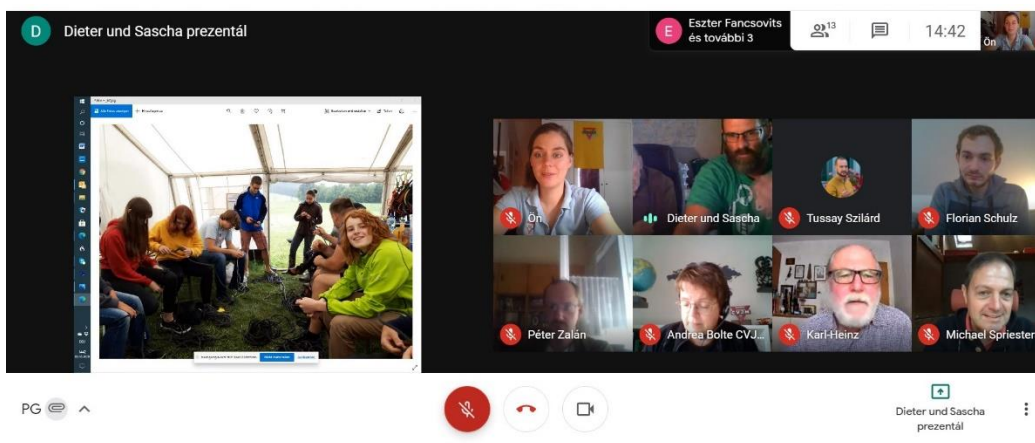 D Dieter und Sascha prezentál
E Eszter Fancsovits
és további 3
13
14:42
Ön
Ön
Dieter und Sascha
Tussay Szilárd
Florian Schulz
Péter Zalán
Andrea Bolte CVJ...
Karl-Heinz
Michael Spriester
PG
Dieter und Sascha
prezentál